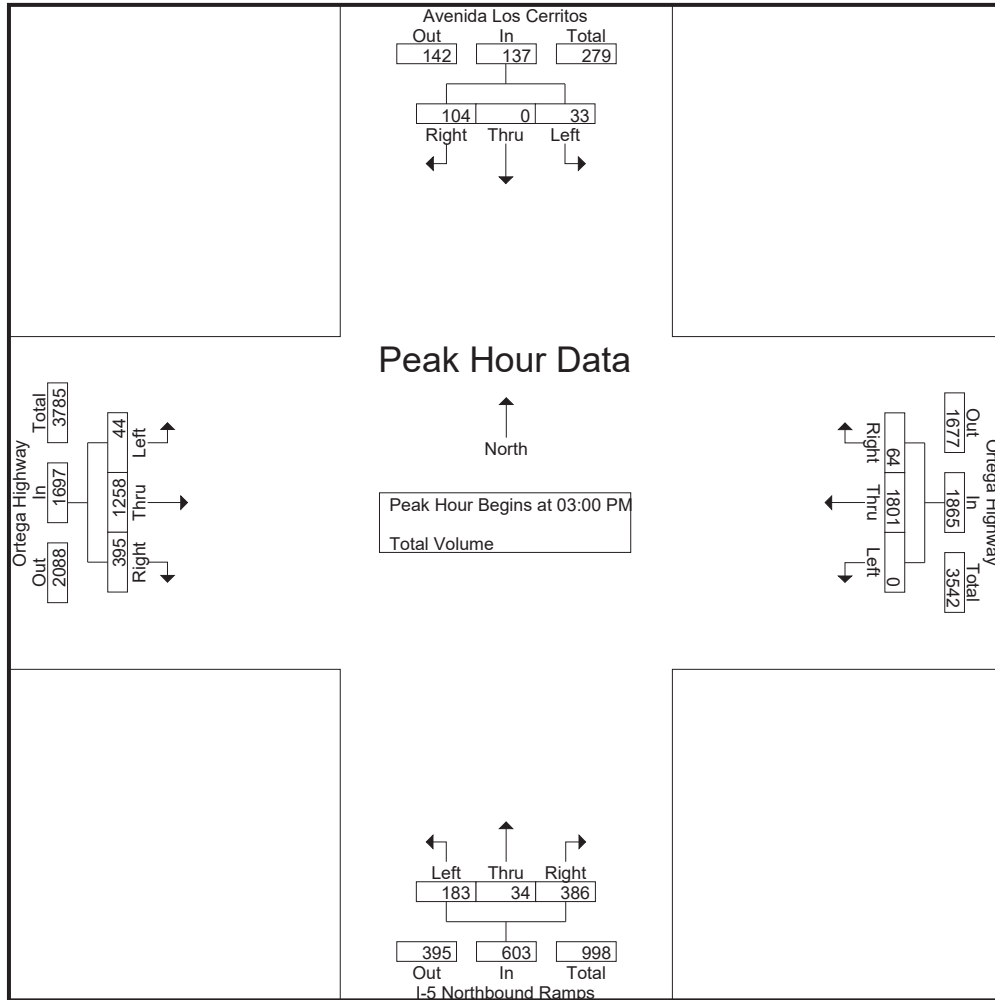 Avenida Los Cerritos
Out In Total
142 137 279
104 0 33
Right Thru Left
Peak Hour Data
North
Peak Hour Begins at 03:00 PM
Total Volume
Ortega Highway
Out In Total
2088 1697 3785
395 1258 44
Right Thru Left
Ortega Highway
Out In Total
1677 1865 3542
64 1801 0
Right Thru Left
Left Thru Right
183 34 386
395 603 998
Out In Total
I-5 Northbound Ramps